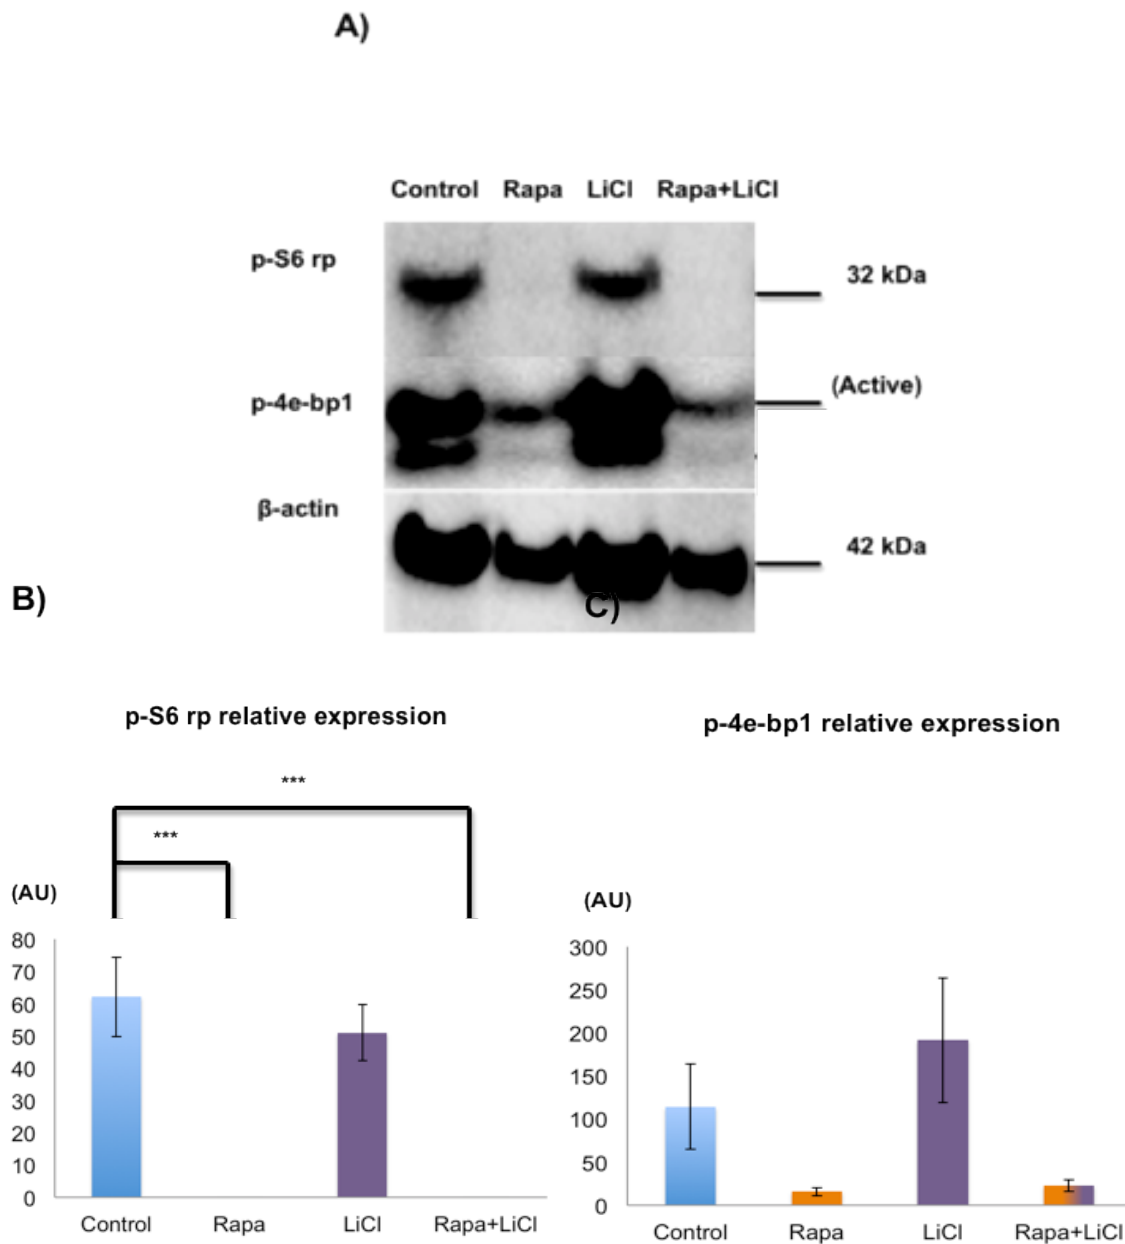 A)
Control Rapa LiCl Rapa+LiCl
p-S6 rp
32 kDa
(Active)
p-4e-bp1
β-actin
42 kDa
B)
C)
p-S6 rp relative expression
***
***
(AU)
80
70
60
50
40
30
20
10
0
Control Rapa LiCl Rapa+LiCl
p-4e-bp1 relative expression
(AU)
300
250
200
150
100
50
0
Control Rapa LiCl Rapa+LiCl